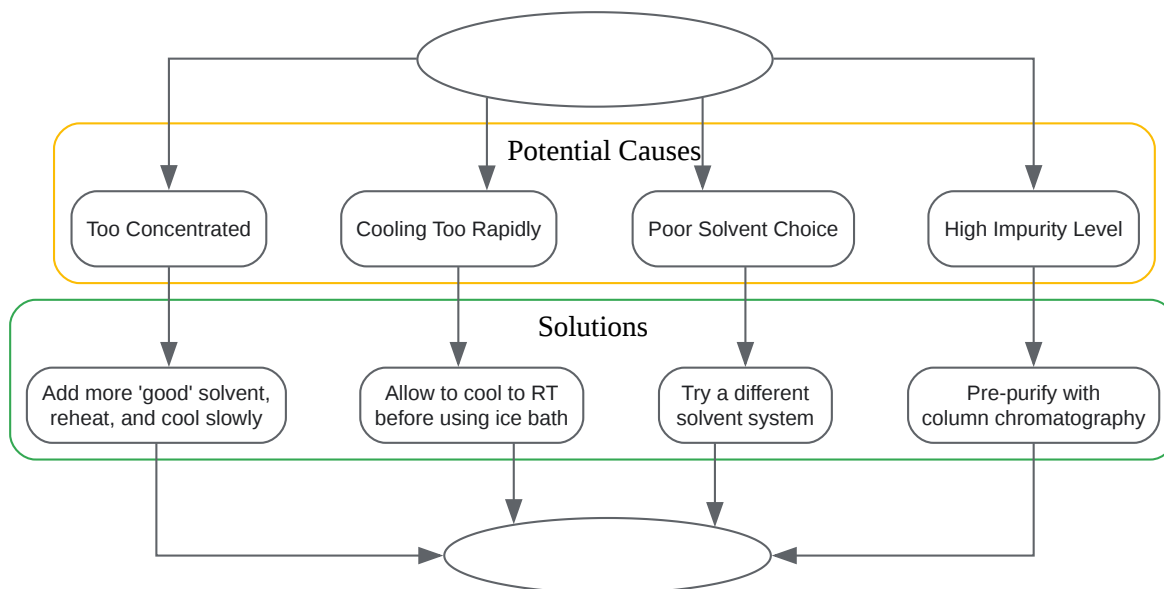 Potential Causes
Too Concentrated
Cooling Too Rapidly
Poor Solvent Choice
High Impurity Level
Solutions
Add more 'good' solvent,
reheat, and cool slowly
Allow to cool to RT
before using ice bath
Try a different
solvent system
Pre-purify with
column chromatography